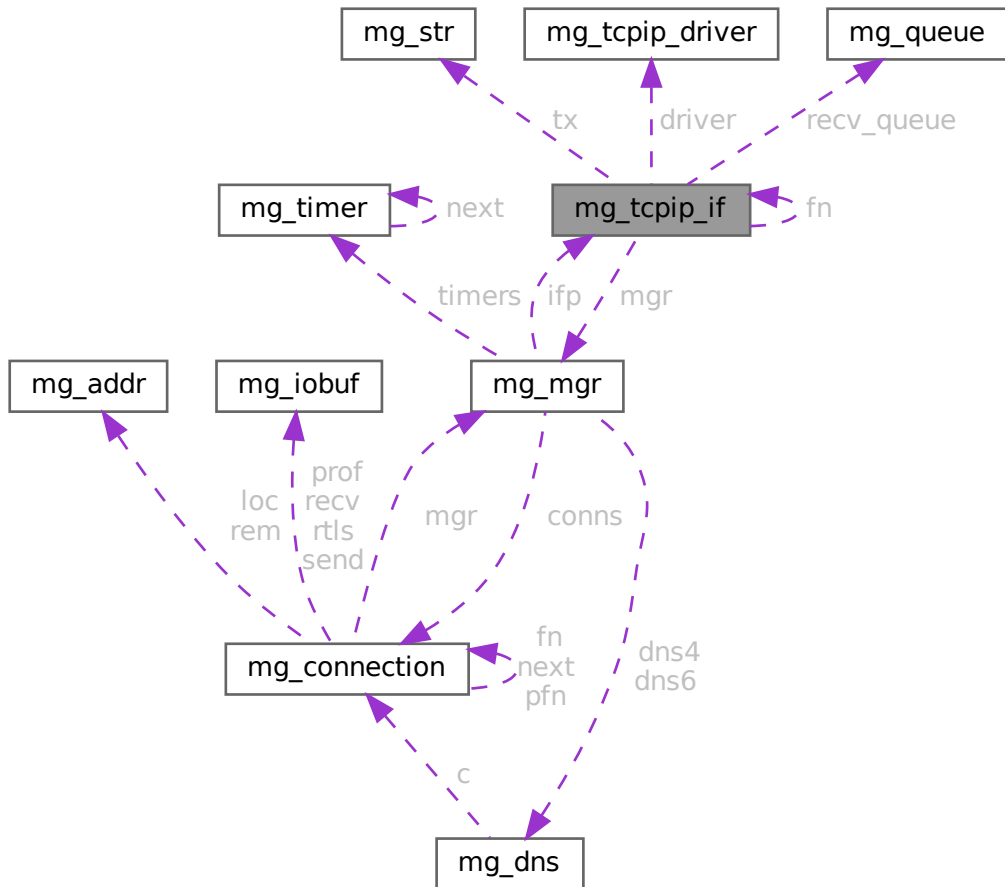 mg_str
mg_tcpip_driver
mg_queue
tx
driver
recv_queue
mg_timer
next
mg_tcpip_if
fn
timers
ifp
mgr
mg_addr
mg_iobuf
mg_mgr
loc
rem
prof
recv
rtls
send
mgr
conns
mg_connection
fn
next
pfn
dns4
dns6
c
mg_dns